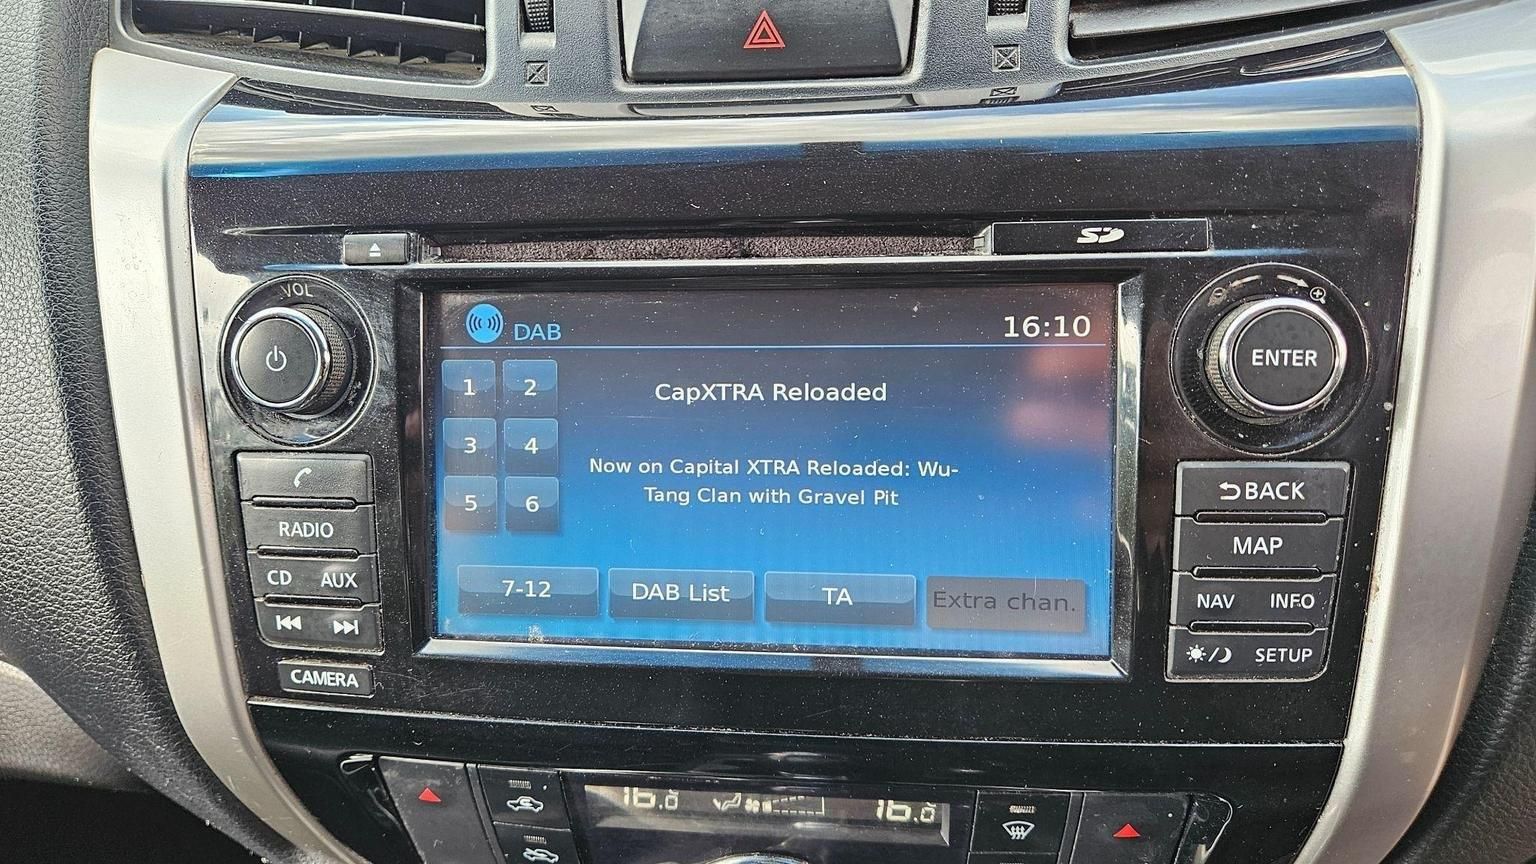 SD
VOL
DAB
16:10
1
2
CapXTRA Reloaded
ENTER
3
4
Now on Capital XTRA Reloaded: Wu-
Tang Clan with Gravel Pit
5
6
BACK
RADIO
MAP
CD AUX
7-12
DAB List
TA
Extra chan.
NAV INFO
SETUP
CAMERA
16.0
16.0